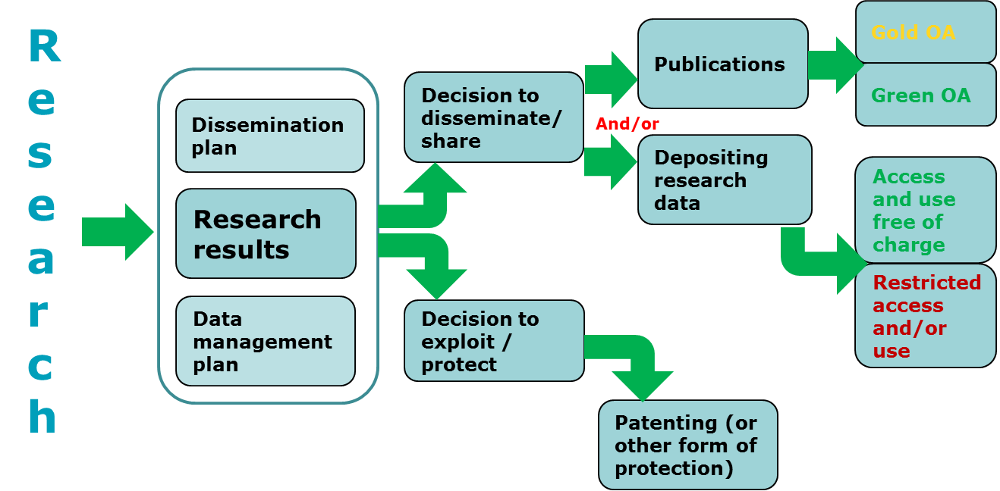 Research
Dissemination
plan
Research
results
Data
management
plan
Decision to
disseminate/
share
Decision to
exploit /
protect
And/or
Publications
Depositing
research
data
Patenting (or
other form of
protection)
Gold OA
Green OA
Access
and use
free of
charge
Restricted
access
and/or
use